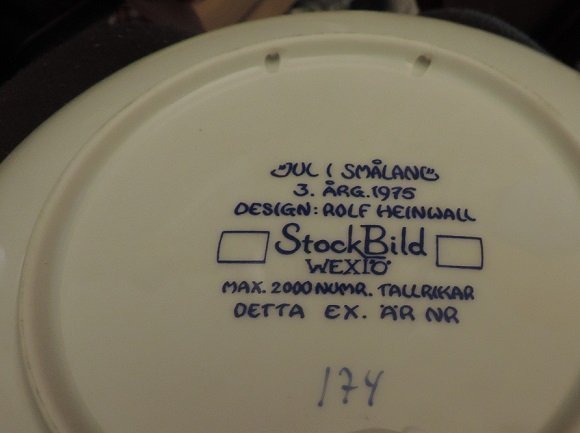 JUL I SMÅLAND
3. ÅRG. 1975
DESIGN: ROLF HEINWALL
StockBild
WEXIÖ
MAX. 2000 NUMR. TALLRIKAR
DETTA EX. ÄR NR
174